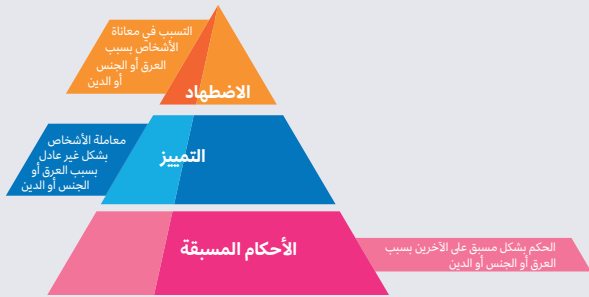 التسبب في معاناة
الأشخاص بسبب
العرق أو الجنس
أو الدين
الاضطهاد
معاملة الأشخاص
بشكل غير عادل
بسبب العرق أو
الجنس أو الدين
التمييز
الأحكام المسبقة
الحكم بشكل مسبق على الآخرين بسبب
العرق أو الجنس أو الدين